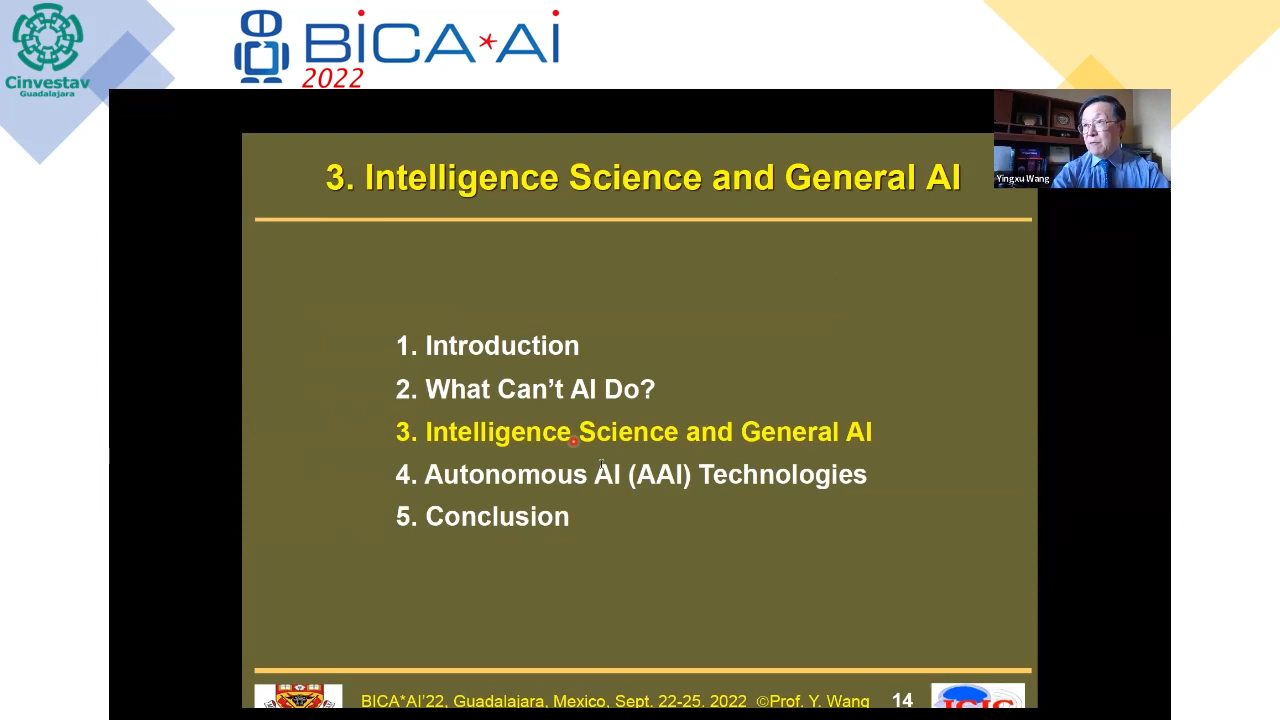 Cinvestav
Guadalajara
BICA*AI
2022
Yingxu Wang
3. Intelligence Science and General AI
1. Introduction
2. What Can’t AI Do?
3. Intelligence Science and General AI
4. Autonomous AI (AAI) Technologies
5. Conclusion
BICA*AI’22, Guadalajara, Mexico, Sept. 22-25, 2022 ©Prof. Y. Wang
14
ICIC